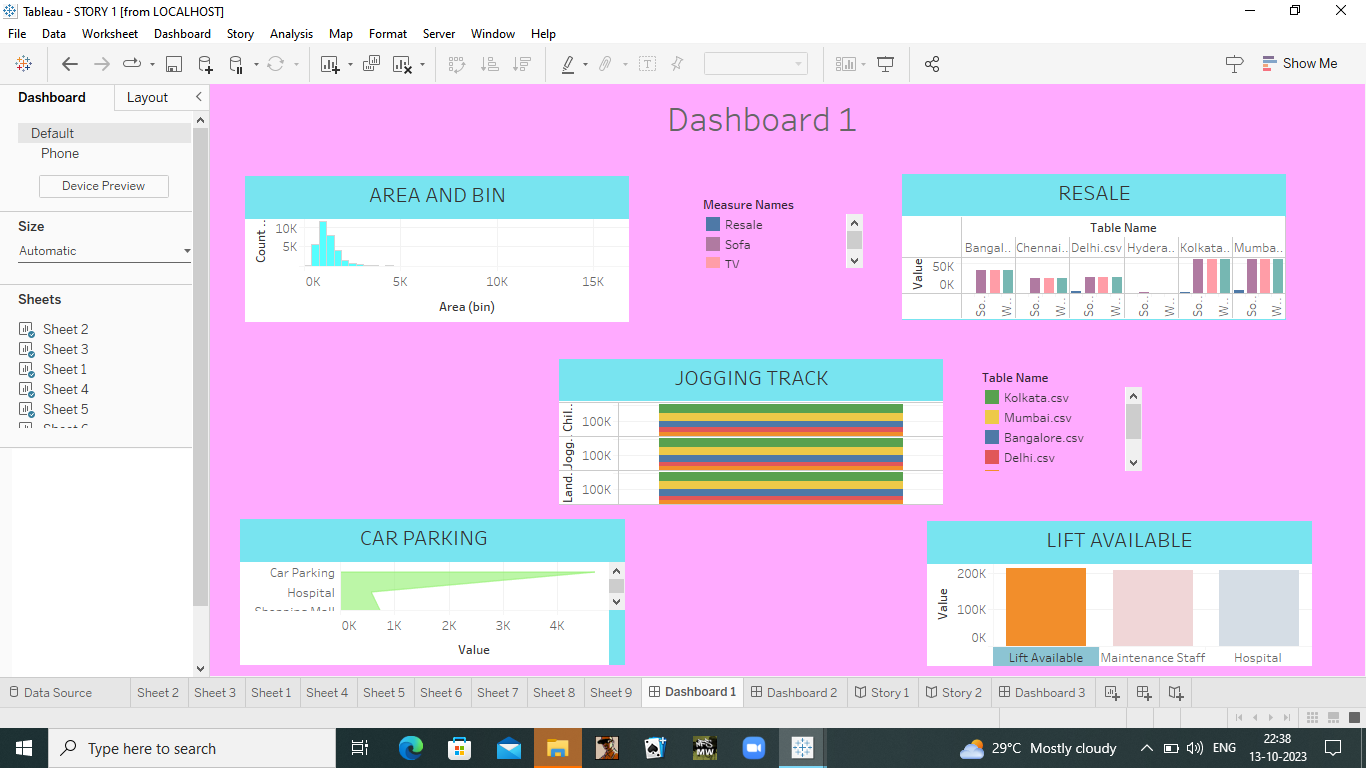 Tableau - STORY 1 [from LOCALHOST]
File Data Worksheet Dashboard Story Analysis Map Format Server Window Help
Show Me
Dashboard Layout
Default
Phone
Device Preview
Size
Automatic
Sheets
Sheet 2
Sheet 3
Sheet 1
Sheet 4
Sheet 5
Dashboard 1
AREA AND BIN
Count ..
10K
5K
0K 5K 10K 15K
Area (bin)
Measure Names
Resale
Sofa
TV
RESALE
Table Name
Bangal.. Chennai.. Delhi.csv Hydera.. Kolkata.. Mumba..
Value
50K
0K
So.. W.. So.. W.. So.. W.. So.. W.. So.. W.. So.. W..
JOGGING TRACK
Chil..
100K
Jogg..
100K
Land..
100K
Table Name
Kolkata.csv
Mumbai.csv
Bangalore.csv
Delhi.csv
CAR PARKING
Car Parking
Hospital
Shopping Mall
0K 1K 2K 3K 4K
Value
LIFT AVAILABLE
Value
200K
100K
0K
Lift Available Maintenance Staff Hospital
Data Source Sheet 2 Sheet 3 Sheet 1 Sheet 4 Sheet 5 Sheet 6 Sheet 7 Sheet 8 Sheet 9 Dashboard 1 Dashboard 2 Story 1 Story 2 Dashboard 3
Type here to search
MW
29°C Mostly cloudy
ENG
22:38
13-10-2023